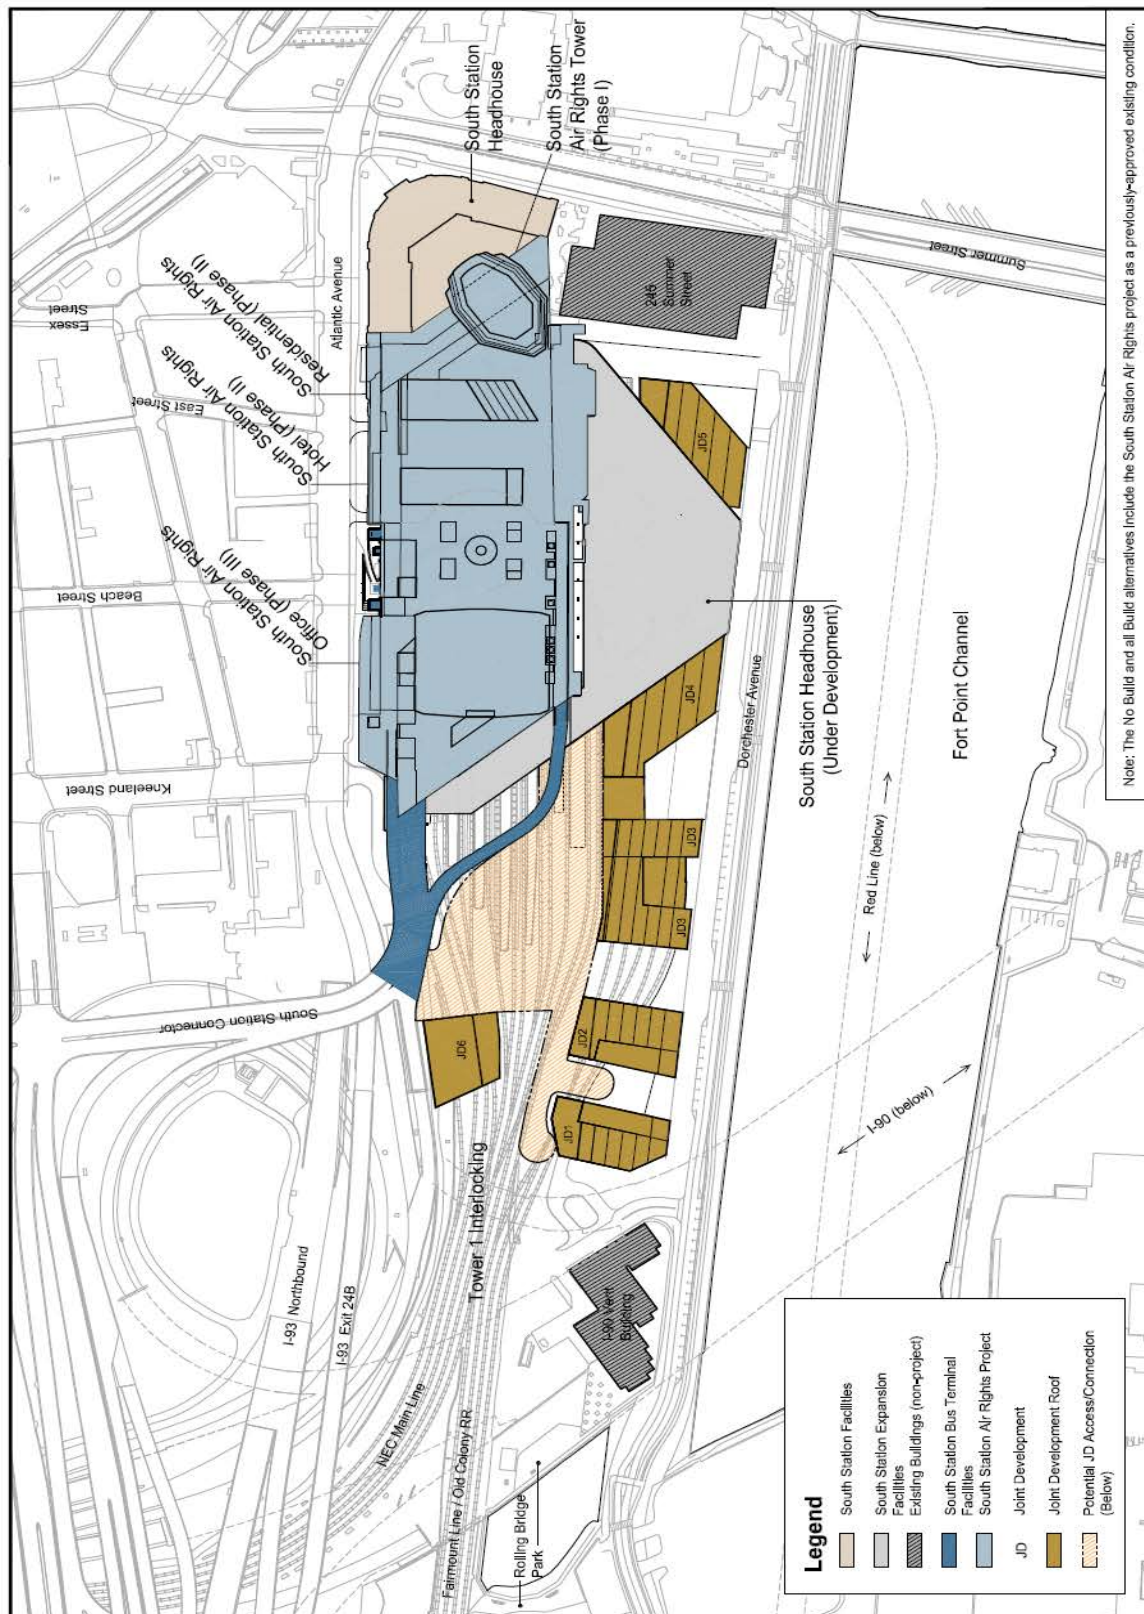 Essex
Street
East Street
Beach Street
Kneeland Street
Atlantic Avenue
South Station Connector
South Station Air Rights
Residential (Phase II)
South Station Air Rights
Hotel (Phase II)
South Station Air Rights
Office (Phase III)
South Station
Headhouse
South Station
Air Rights Tower
(Phase I)
245
Summer
Street
Summer Street
JD5
JD4
JD3
JD3
JD2
JD1
JD6
South Station Headhouse
(Under Development)
Dorchester Avenue
Fort Point Channel
Red Line (below)
I-90 (below)
Tower 1 Interlocking
I-93 Northbound
I-93 Exit 24B
NEC Main Line
Fairmount Line / Old Colony RR
I-90 Vent
Building
Rolling Bridge
Park
Legend
South Station Facilities
South Station Expansion
Facilities
Existing Buildings (non-project)
South Station Bus Terminal
Facilities
South Station Air Rights Project
JD Joint Development
Joint Development Roof
Potential JD Access/Connection
(Below)
Note: The No Build and all Build alternatives include the South Station Air Rights project as a previously-approved existing condition.